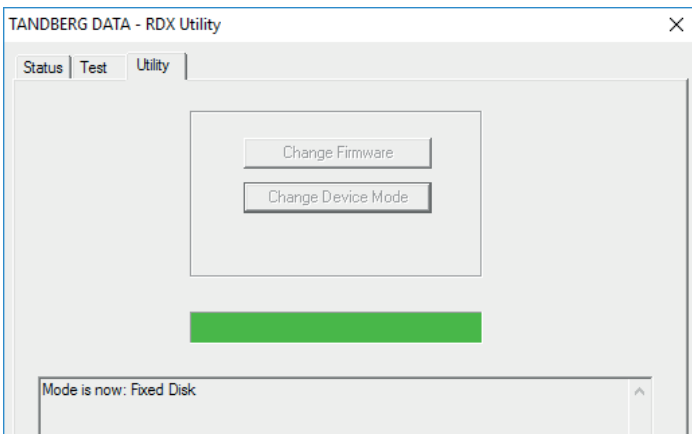 TANDBERG DATA - RDX Utility
Status Test Utility
Change Firmware
Change Device Mode
Mode is now: Fixed Disk